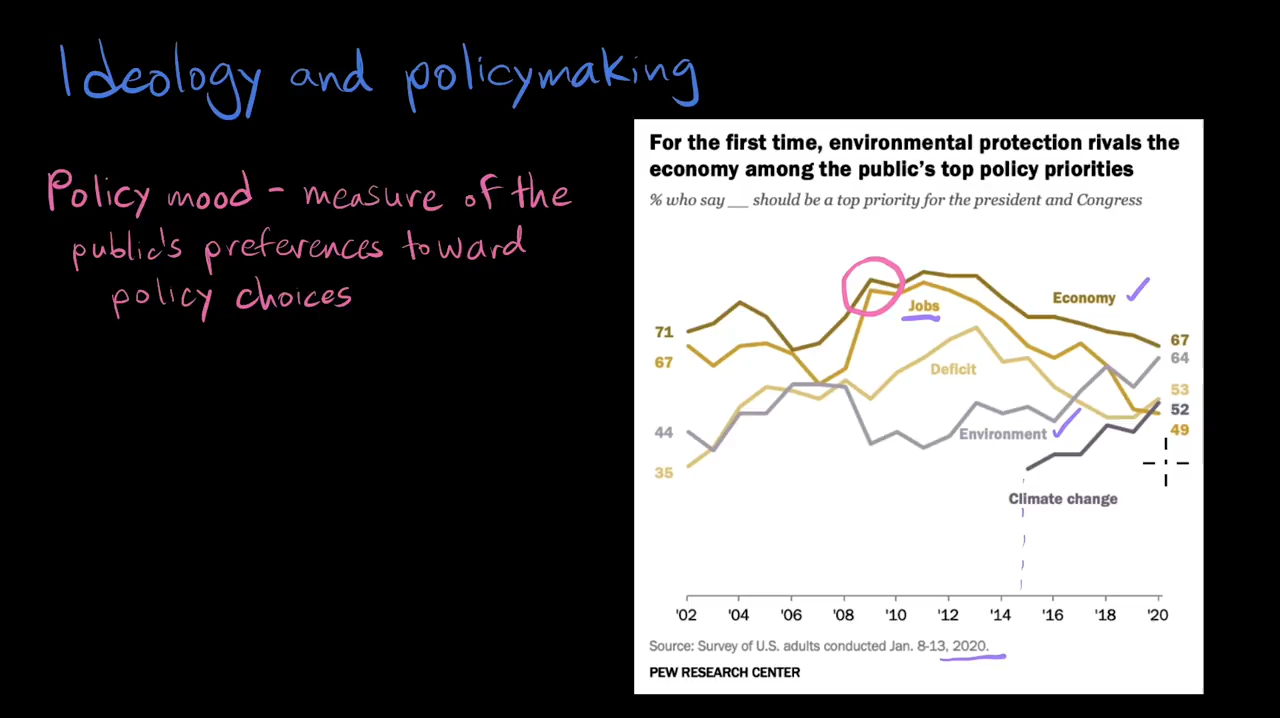 Ideology and policymaking
Policy mood - measure of the
public's preferences toward
policy choices
For the first time, environmental protection rivals the
economy among the public's top policy priorities
% who say __ should be a top priority for the president and Congress
Economy
Jobs
71
67
67
64
Deficit
53
52
44
Environment
49
35
Climate change
'02 '04 '06 '08 '10 '12 '14 '16 '18 '20
Source: Survey of U.S. adults conducted Jan. 8-13, 2020.
PEW RESEARCH CENTER